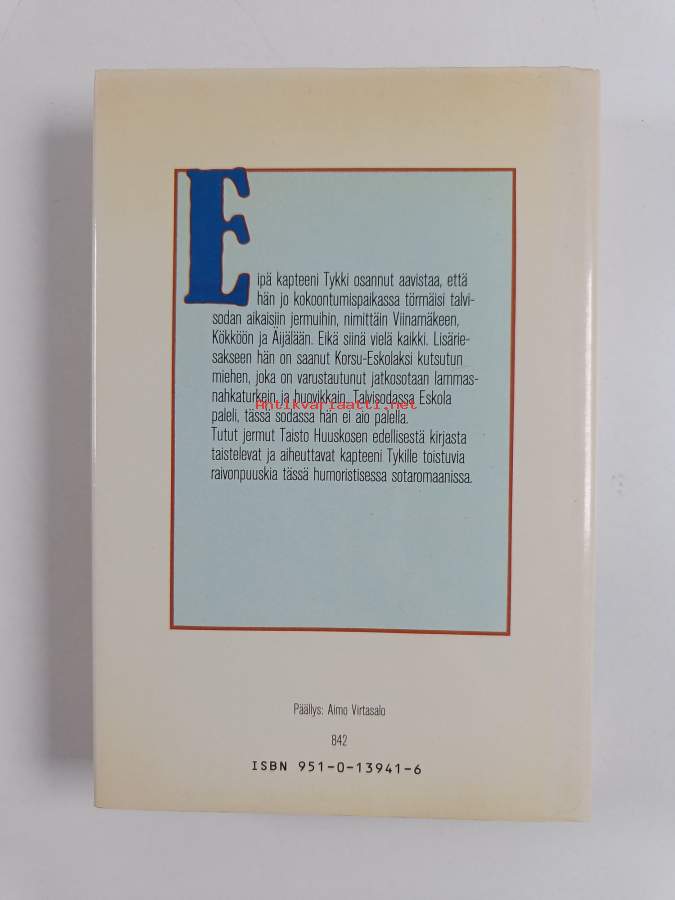 Eipä kapteeni Tykki osannut aavistaa, että
hän jo kokoontumispaikassa törmäisi talvi-
sodan aikaisiin jermuihin, nimittäin Viinamäkeen,
Kökköön ja Äijälään. Eikä siinä vielä kaikki. Lisärie-
sakseen hän on saanut Korsu-Eskolaksi kutsutun
miehen, joka on varustautunut jatkosotaan lammas-
nahkaturkein ja huovikkain. Talvisodassa Eskola
Antikvariaatti.net
paleli, tässä sodassa hän ei aio palella.
Tutut jermut Taisto Huuskosen edellisestä kirjasta
taistelevat ja aiheuttavat kapteeni Tykille toistuvia
raivonpuuskia tässä humoristisessa sotaromaanissa.
Päällys: Aimo Virtasalo
842
ISBN 951-0-13941-6